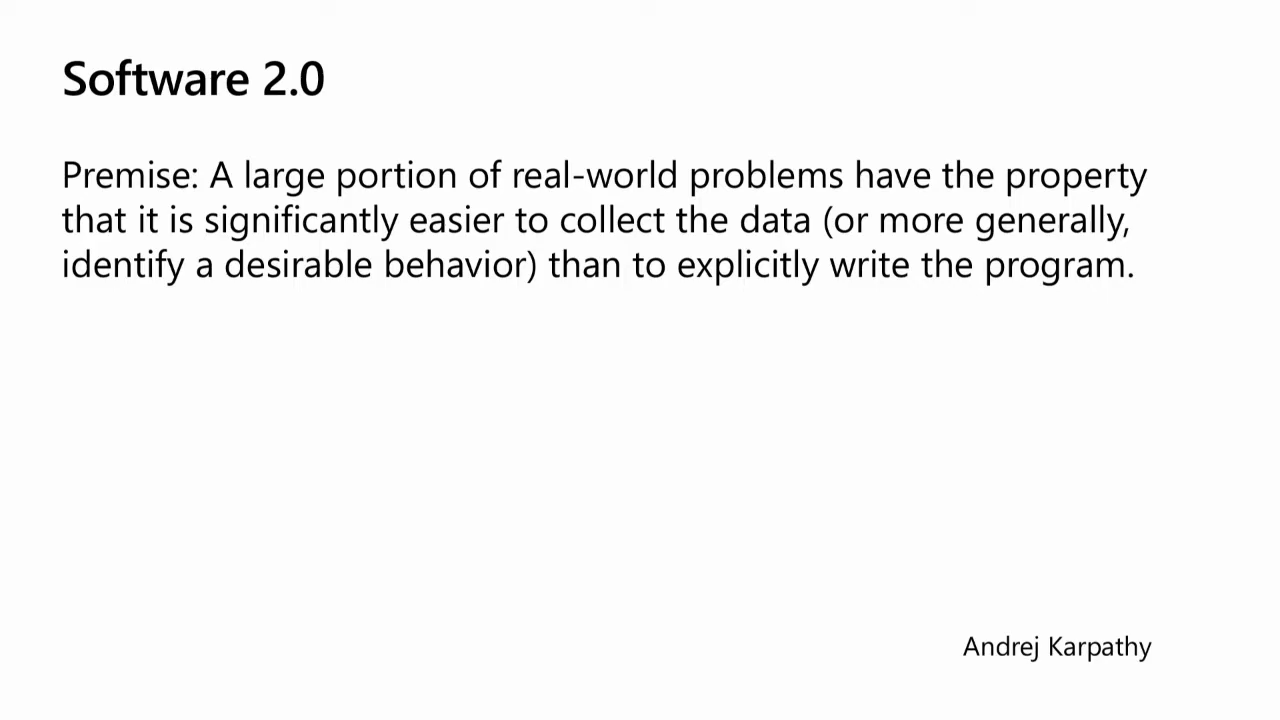 Software 2.0
Premise: A large portion of real-world problems have the property
that it is significantly easier to collect the data (or more generally,
identify a desirable behavior) than to explicitly write the program.
Andrej Karpathy